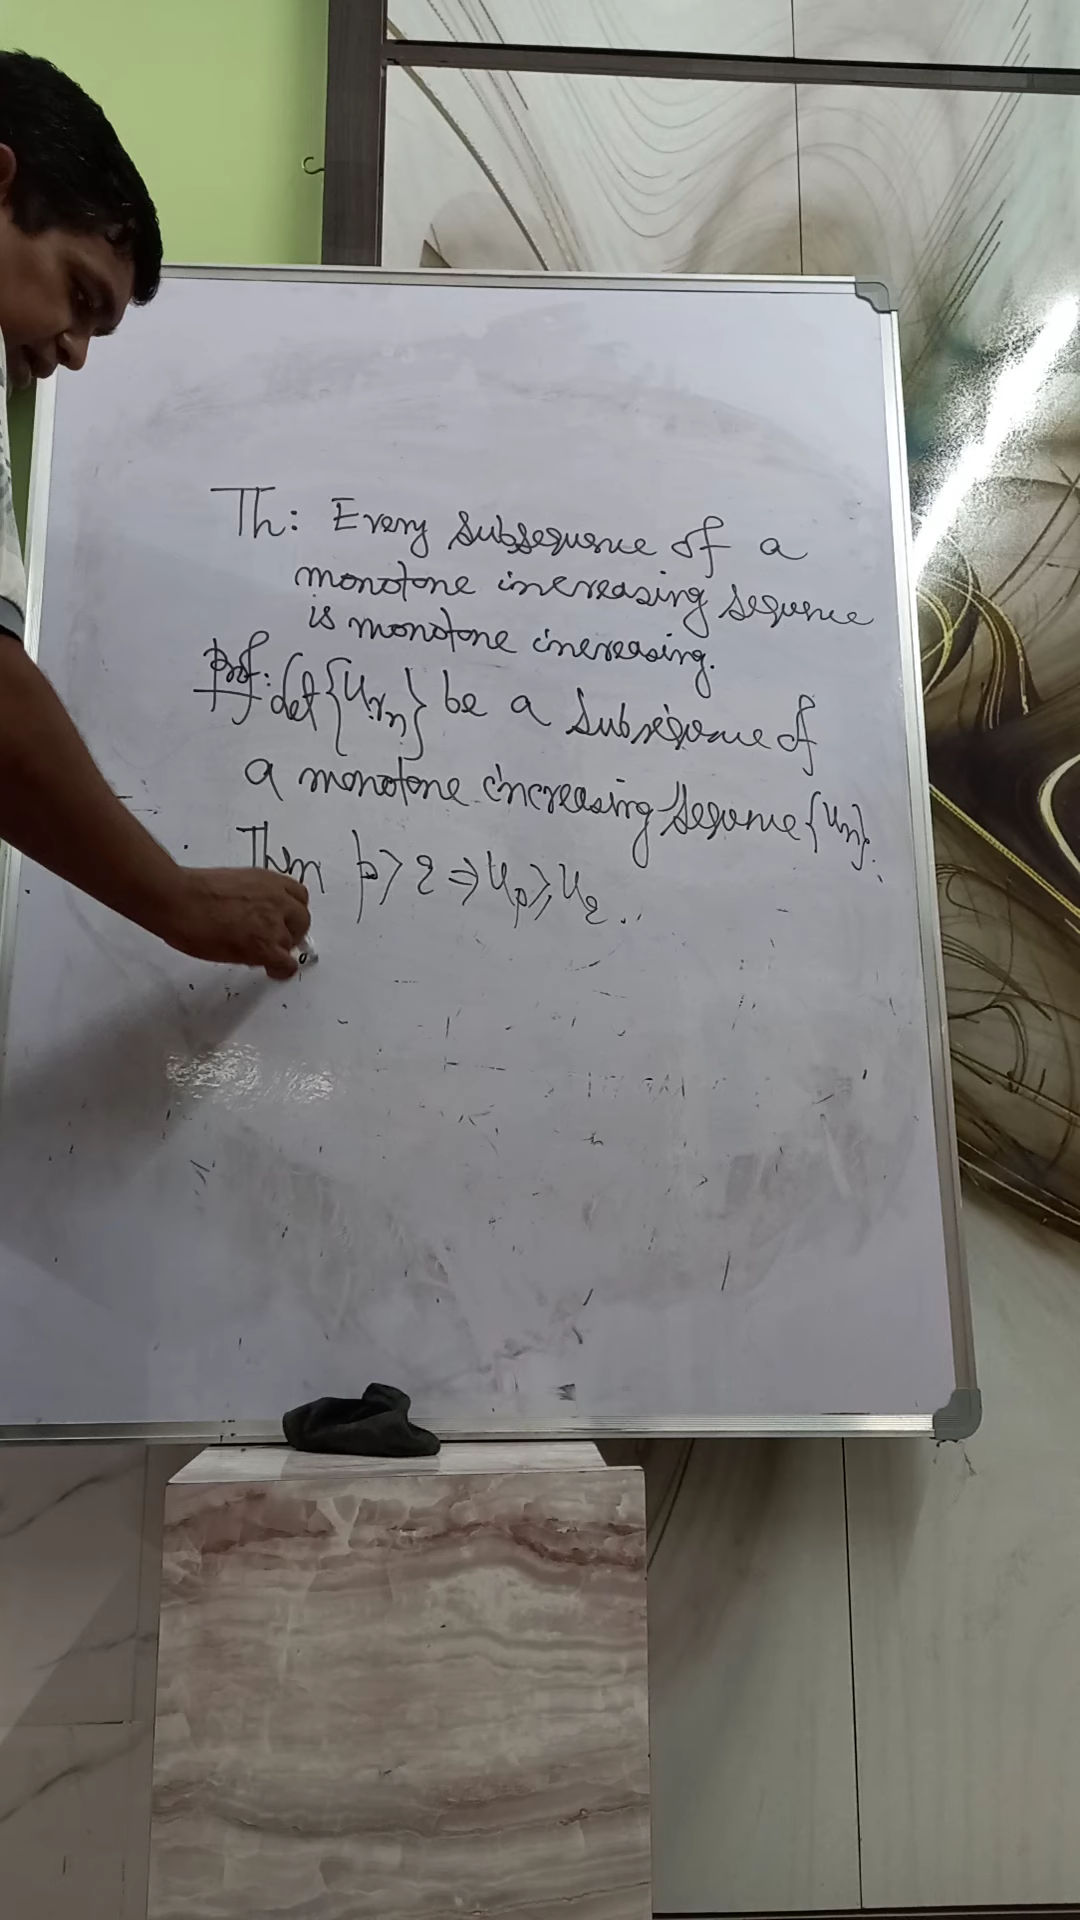 Th: Every subsequence of a
monotone increasing sequence
is monotone increasing.
Proof: Let {u_{r_n}} be a subsequence of
a monotone increasing sequence {u_n}.
Then p > q ⇒ u_p ≥ u_q.